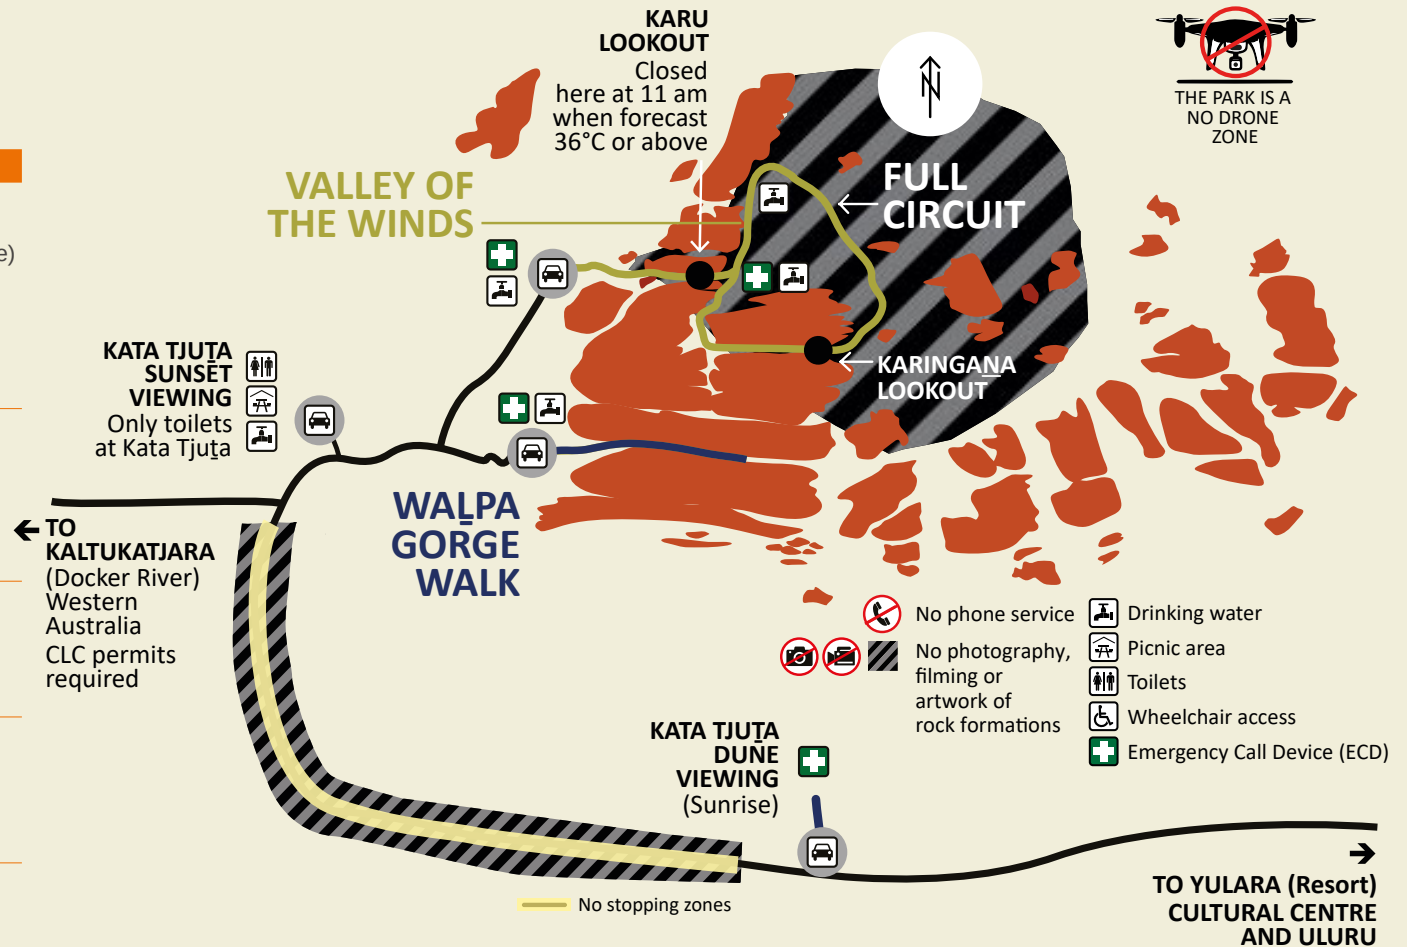 KARU
LOOKOUT
Closed
here at 11 am
when forecast
36°C or above
THE PARK IS A
NO DRONE
ZONE
VALLEY OF
THE WINDS
FULL
CIRCUIT
N
e)
KATA TJUṮA
SUNSET
VIEWING
Only toilets
at Kata Tjuṯa
KARINGAṈA
LOOKOUT
WAḺPA
GORGE
WALK
TO
KALTUKATJARA
(Docker River)
Western
Australia
CLC permits
required
No phone service
No photography,
filming or
artwork of
rock formations
Drinking water
Picnic area
Toilets
Wheelchair access
Emergency Call Device (ECD)
KATA TJUṮA
DUNE
VIEWING
(Sunrise)
No stopping zones
TO YULARA (Resort)
CULTURAL CENTRE
AND ULURU